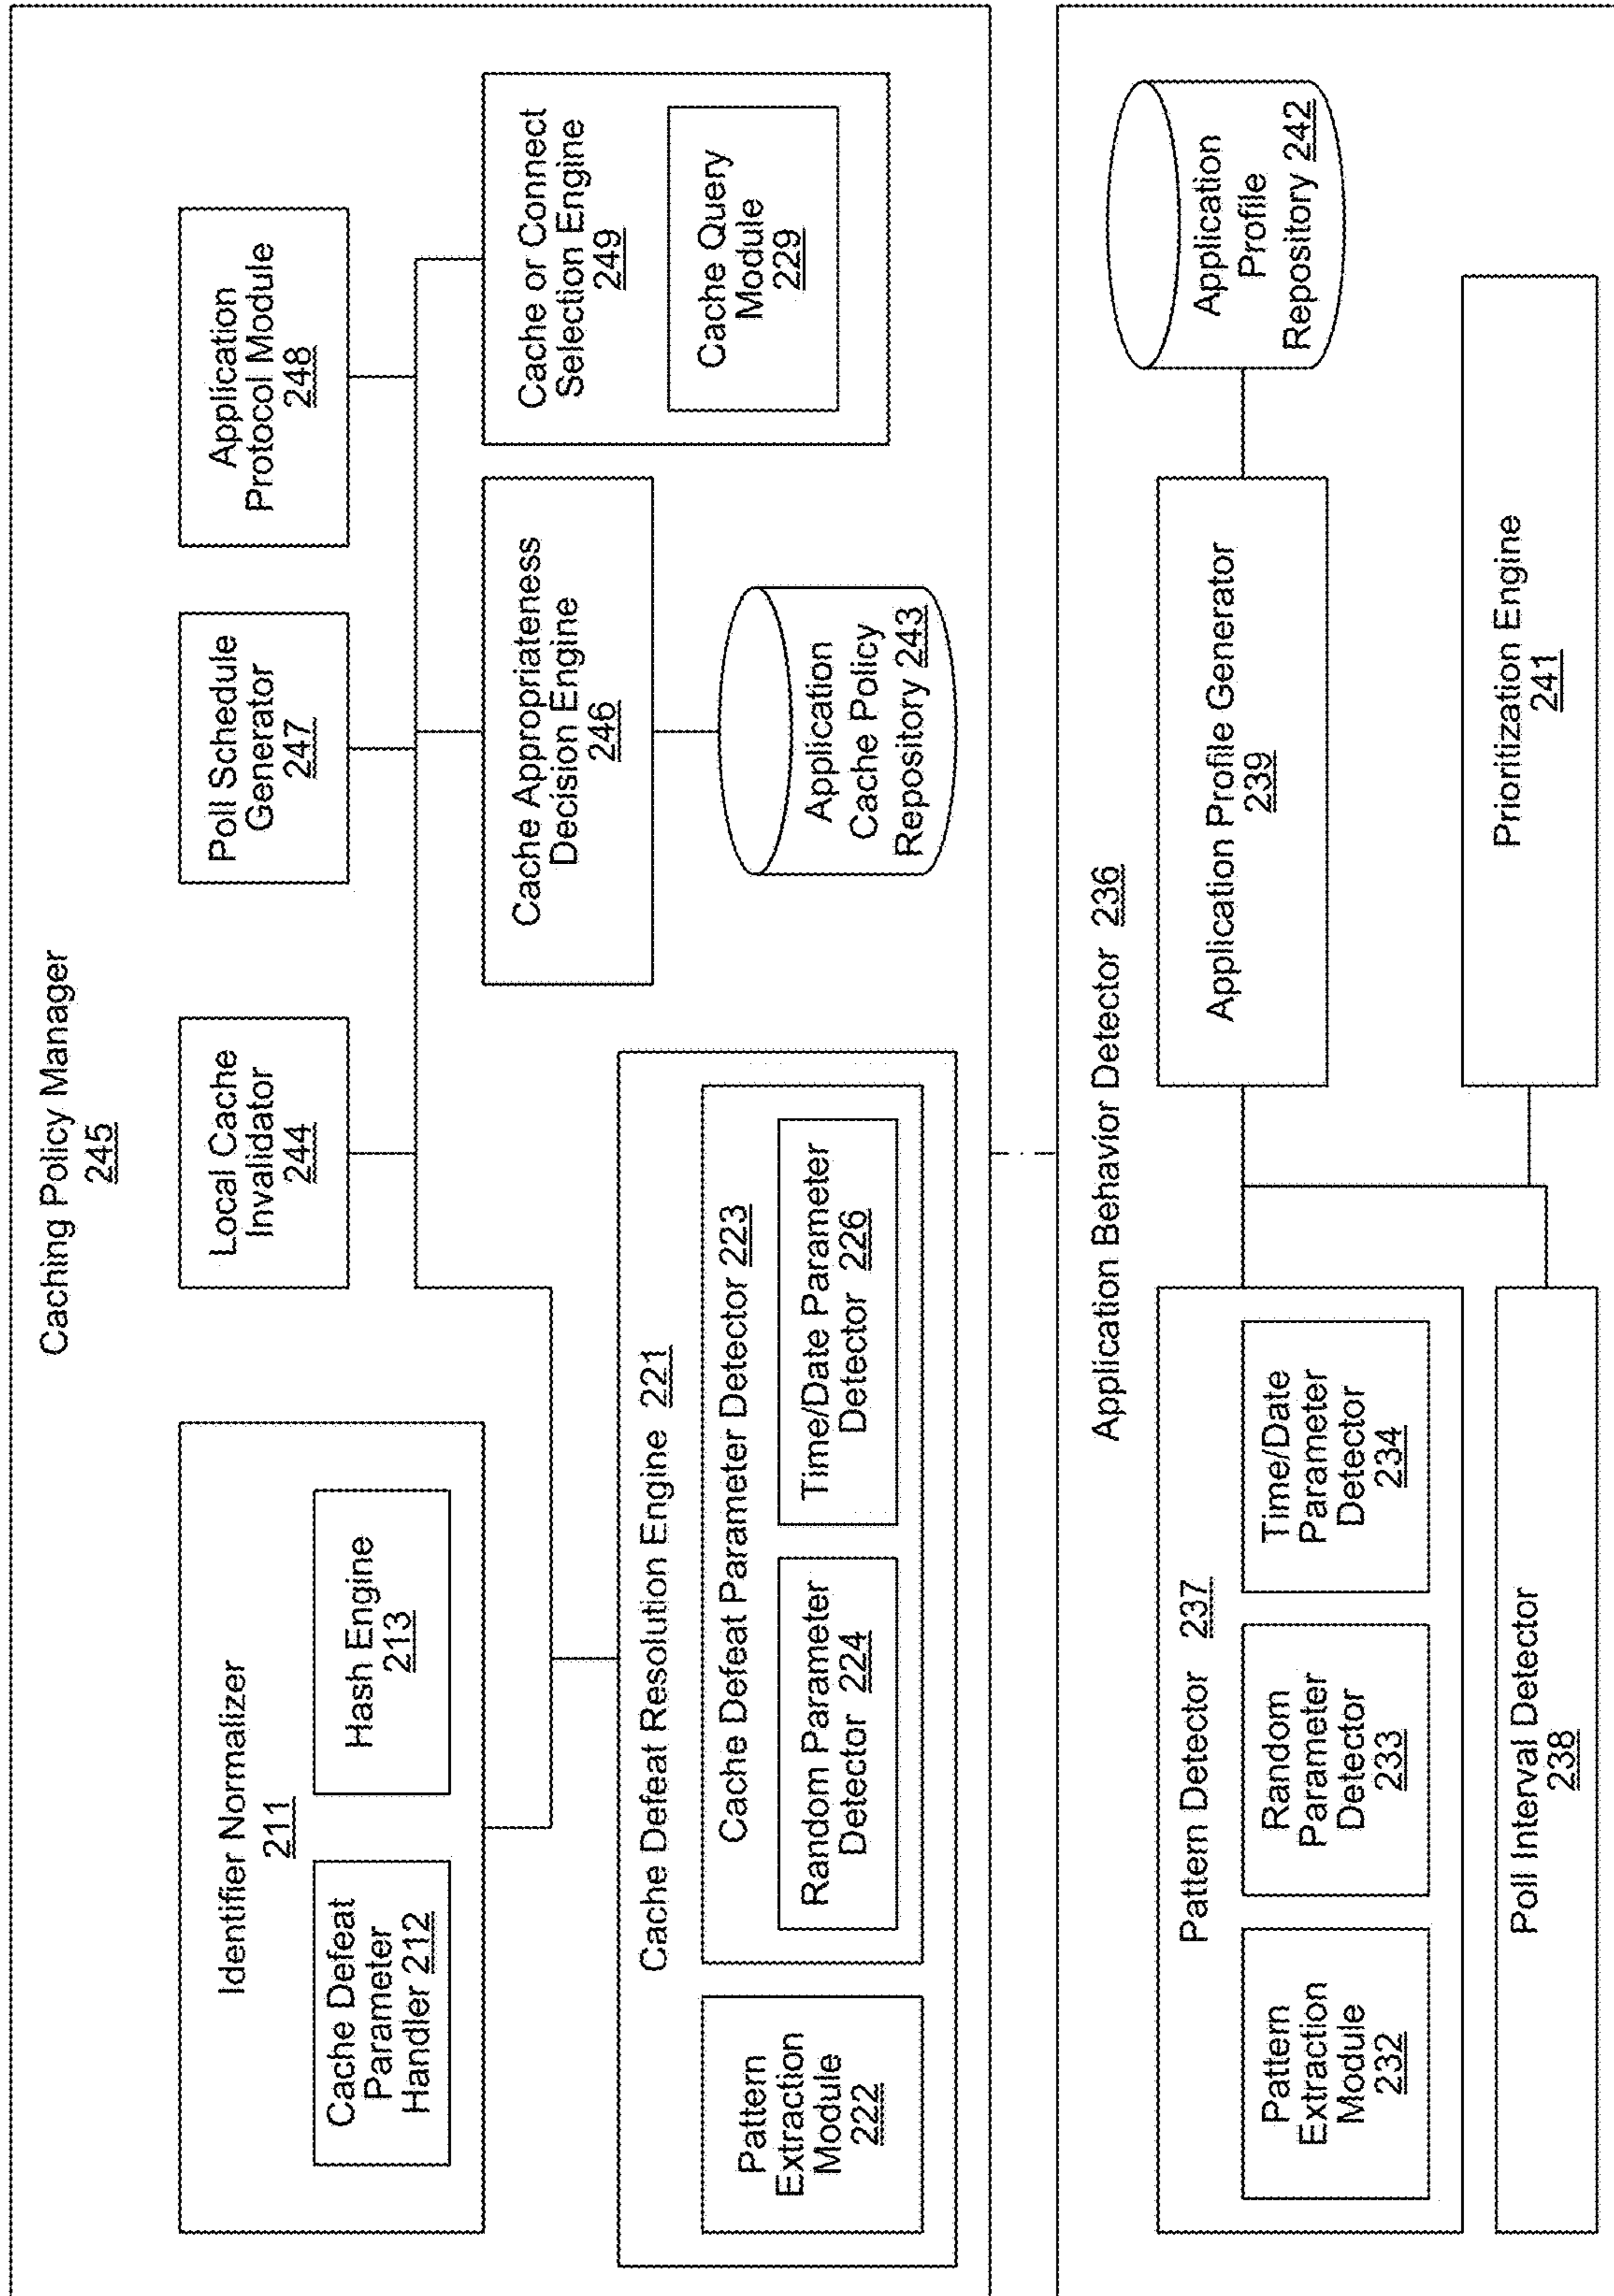 Caching Policy Manager
245
Identifier Normalizer
211
Cache Defeat
Parameter
Handler 212
Hash Engine
213
Local Cache
Invalidator
244
Poll Schedule
Generator
247
Application
Protocol Module
248
Cache Defeat Resolution Engine 221
Pattern
Extraction
Module
222
Cache Defeat Parameter Detector 223
Random Parameter
Detector 224
Time/Date Parameter
Detector 226
Cache Appropriateness
Decision Engine
246
Application
Cache Policy
Repository 243
Cache or Connect
Selection Engine
249
Cache Query
Module
229
Application Behavior Detector 236
Pattern Detector 237
Pattern
Extraction
Module
232
Random
Parameter
Detector
233
Time/Date
Parameter
Detector
234
Poll Interval Detector
238
Application Profile Generator
239
Application
Profile
Repository 242
Prioritization Engine
241